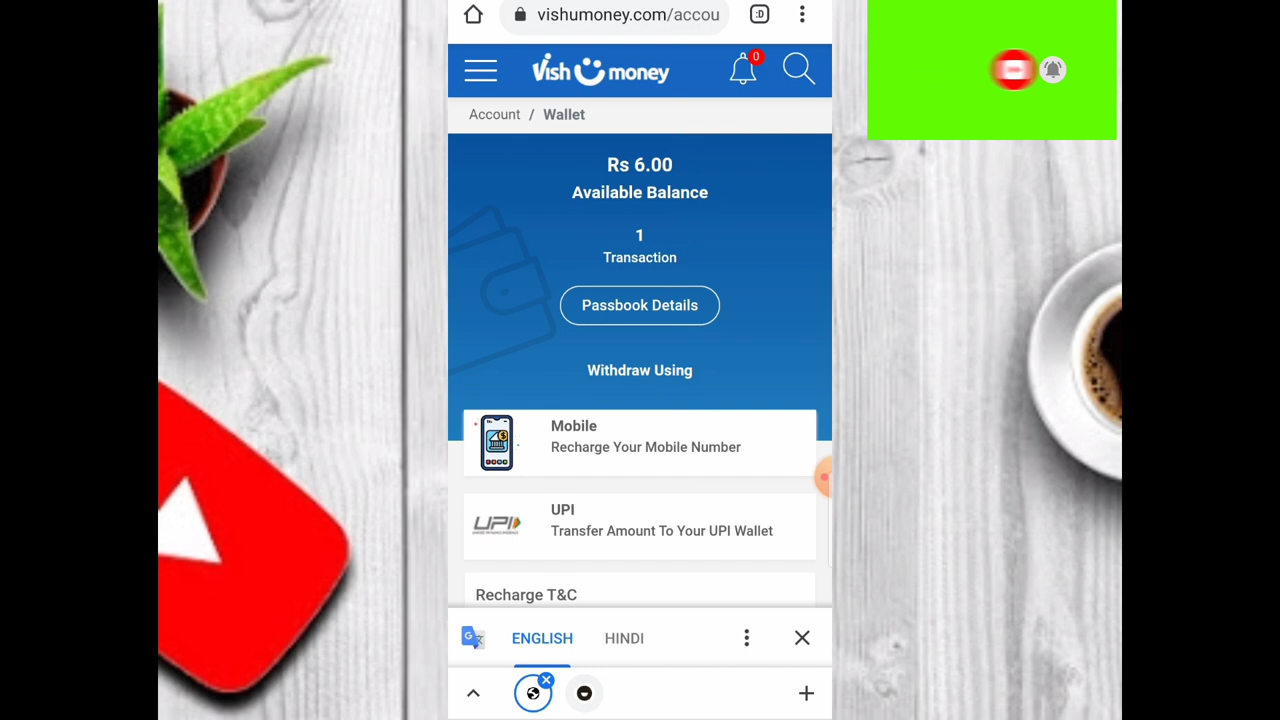 vishumoney.com/accou
:D
Vish money
0
Account / Wallet
Rs 6.00
Available Balance
1
Transaction
Passbook Details
Withdraw Using
Mobile
Recharge Your Mobile Number
UPI
UPI
Transfer Amount To Your UPI Wallet
Recharge T&C
G
ENGLISH HINDI